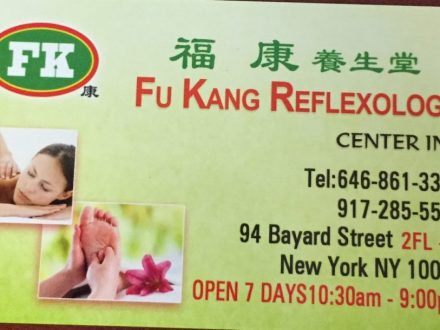 FK
康
福康養生堂
FU KANG REFLEXOLOG
CENTER IN
Tel:646-861-33
917-285-55
94 Bayard Street 2FL
New York NY 100
OPEN 7 DAYS10:30am - 9:00p